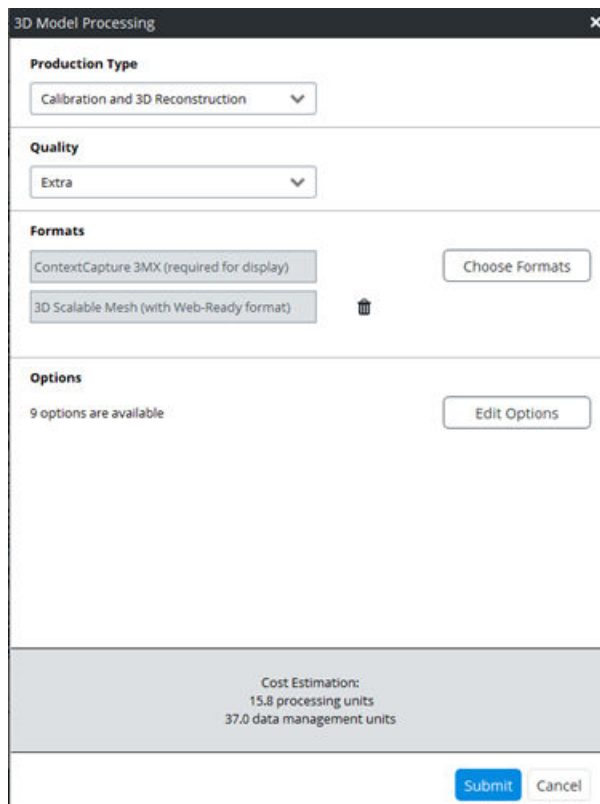 3D Model Processing
Production Type
Calibration and 3D Reconstruction
Quality
Extra
Formats
ContextCapture 3MX (required for display)
Choose Formats
3D Scalable Mesh (with Web-Ready format)
Options
9 options are available
Edit Options
Cost Estimation:
15.8 processing units
37.0 data management units
Submit
Cancel